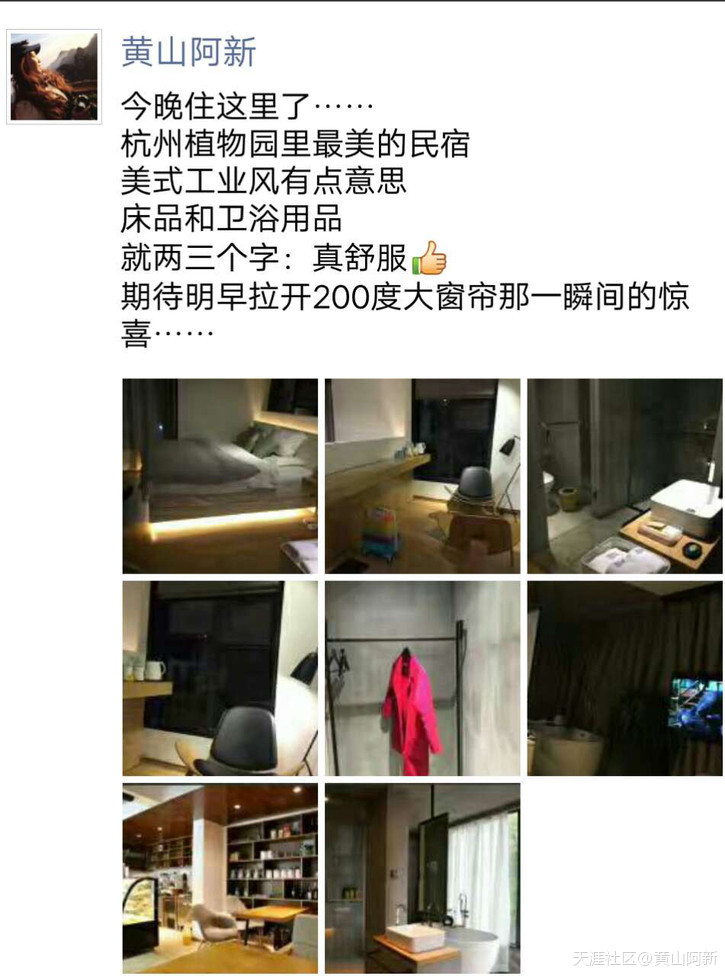 黄山阿新
今晚住这里了……
杭州植物园里最美的民宿
美式工业风有点意思
床品和卫浴用品
就两三个字：真舒服👍
期待明早拉开200度大窗帘那一瞬间的惊
喜……
天涯社区@黄山阿新